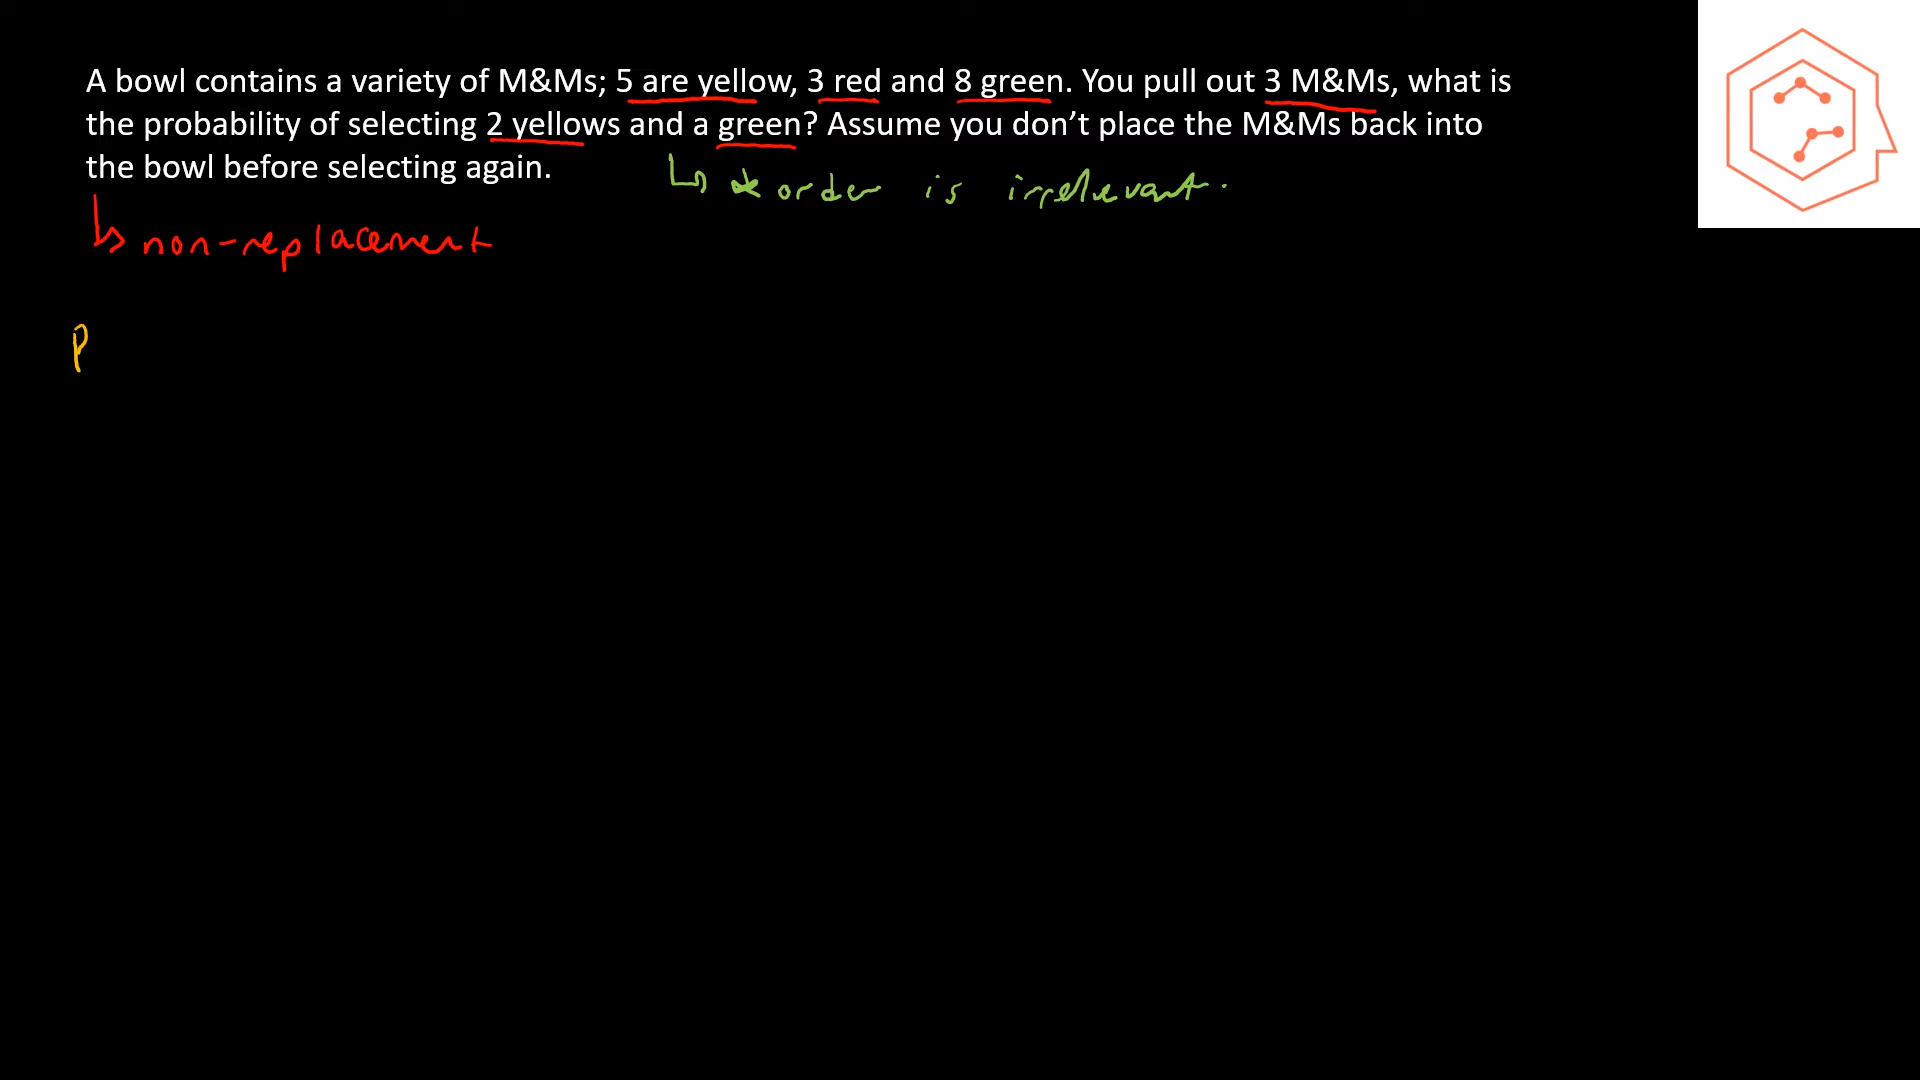 A bowl contains a variety of M&Ms; 5 are yellow, 3 red and 8 green. You pull out 3 M&Ms, what is
the probability of selecting 2 yellows and a green? Assume you don’t place the M&Ms back into
the bowl before selecting again.
* order is irrelevant.
non-replacement
P